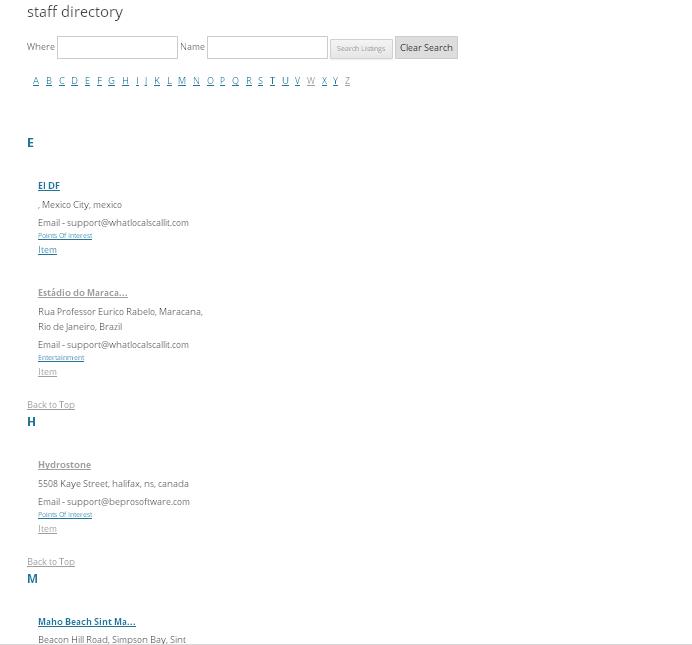 staff directory
Where Name Search Listings Clear Search
A B C D E F G H I J K L M N O P Q R S T U V W X Y Z
E
El DF
, Mexico City, mexico
Email - support@whatlocalscallit.com
Points Of Interest
Item
Estádio do Maraca...
Rua Professor Eurico Rabelo, Maracana,
Rio de Janeiro, Brazil
Email - support@whatlocalscallit.com
Entertainment
Item
Back to Top
H
Hydrostone
5508 Kaye Street, halifax, ns, canada
Email - support@beprosoftware.com
Points Of Interest
Item
Back to Top
M
Maho Beach Sint Ma...
Beacon Hill Road, Simpson Bay, Sint